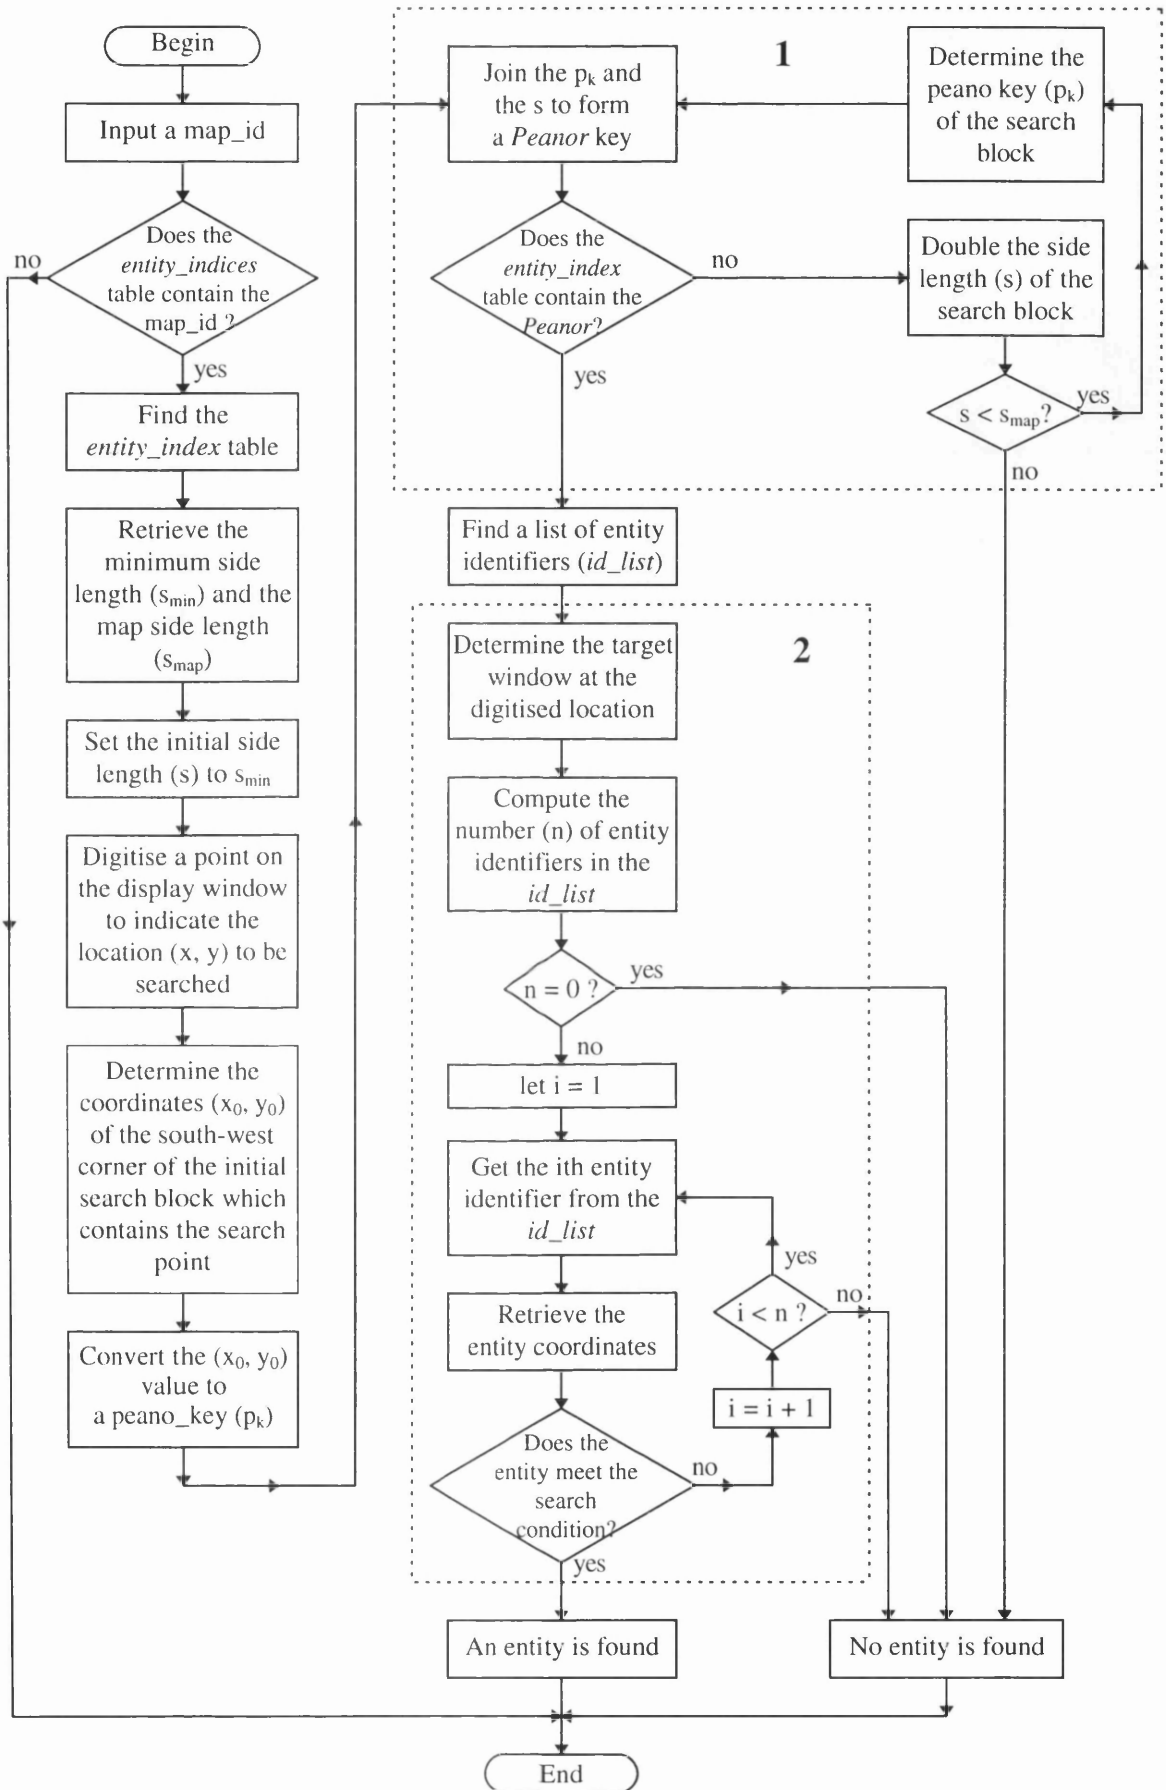 Begin
Input a map_id
Does the
entity_indices
table contain the
map_id ?
no
yes
Find the
entity_index table
Retrieve the
minimum side
length (smin) and the
map side length
(smap)
Set the initial side
length (s) to smin
Digitise a point on
the display window
to indicate the
location (x, y) to be
searched
Determine the
coordinates (x0, y0)
of the south-west
corner of the initial
search block which
contains the search
point
Convert the (x0, y0)
value to
a peano_key (pk)
1
Join the pk and
the s to form
a Peanor key
Determine the
peano key (pk)
of the search
block
Does the
entity_index
table contain the
Peanor?
no
yes
Double the side
length (s) of the
search block
s < smap?
yes
no
Find a list of entity
identifiers (id_list)
2
Determine the target
window at the
digitised location
Compute the
number (n) of entity
identifiers in the
id_list
n = 0 ?
yes
no
let i = 1
Get the ith entity
identifier from the
id_list
Retrieve the
entity coordinates
Does the
entity meet the
search
condition?
no
yes
i = i + 1
i < n ?
yes
no
An entity is found
No entity is found
End